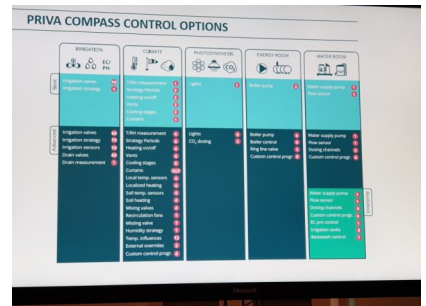 PRIVA COMPASS CONTROL OPTIONS
IRRIGATION
EC/
PH
CLIMATE
PHOTOSYNTHESIS
CO₂
ENERGY ROOM
WATER ROOM
Basic
Irrigation valves
Irrigation strategy
T/RH measurement
Strategy Periods
Heating on/off
Vents
Cooling stages
Curtains
Lights
Boiler pump
Water supply pump
Flow sensor
Advanced
Irrigation valves
Irrigation strategy
Irrigation sensors
Drain valves
Drain measurement
T/RH measurement
Strategy Periods
Heating on/off
Vents
Cooling stages
Curtains
Local temp. sensors
Localized heating
Soil temp. sensors
Soil heating
Mixing valves
Recirculation fans
Misting valve
Humidity strategy
Temp. influences
External overrides
Custom control progr.
Lights
CO₂ dosing
Boiler pump
Boiler control
Ring line valve
Custom control progr.
Water supply pump
Flow sensor
Dosing channels
Custom control progr.
Water supply pump
Flow sensor
Dosing channels
Custom control progr.
EC pre control
Irrigation tanks
Backwash control